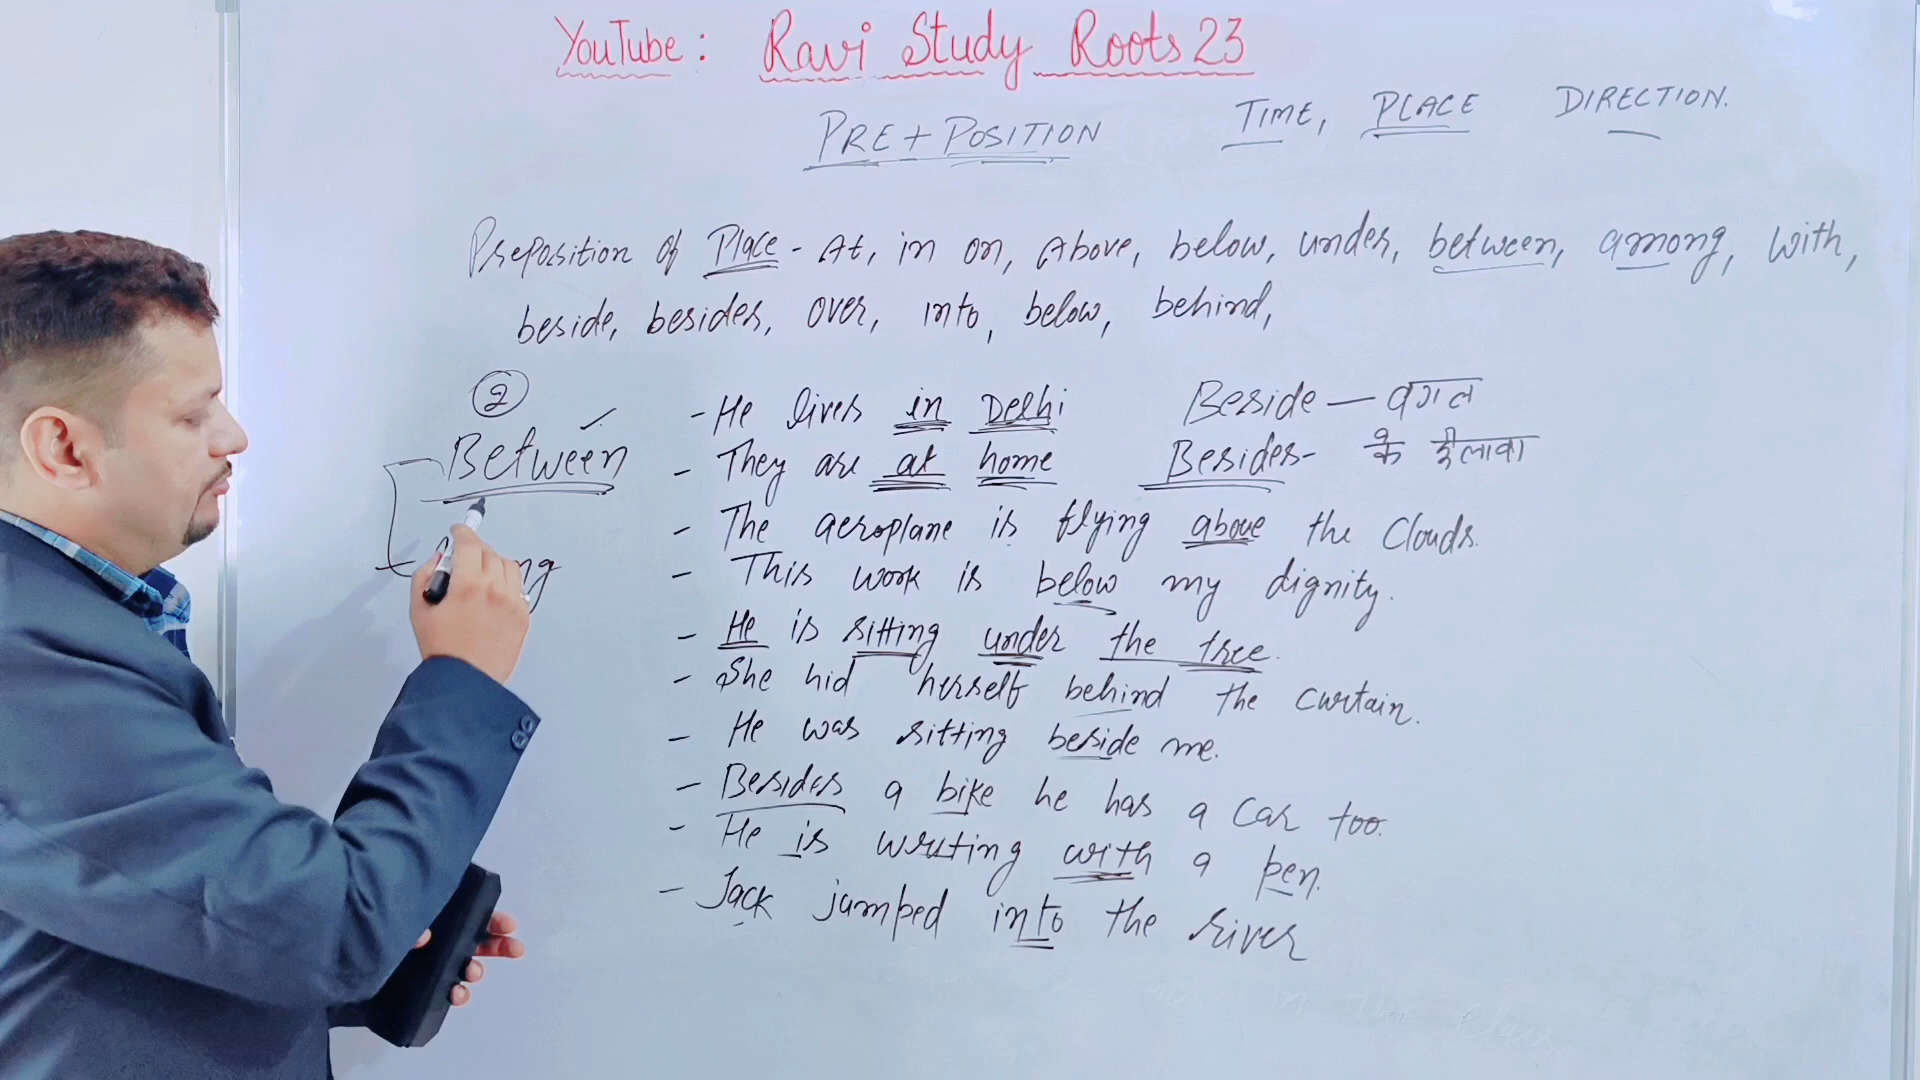 YouTube: Ravi Study Roots 23
PRE + POSITION TIME, PLACE DIRECTION.
Preposition of Place - At, in on, Above, below, under, between, among, with,
beside, besides, over, into, below, behind,
2
Between
- He lives in Delhi
Beside — बगल
- They are at home
Besides - के
- The aeroplane is flying above the Clouds.
- This work is below my dignity.
- He is sitting under the tree.
- She hid herself behind the curtain.
- He was sitting beside me.
- Besides a bike he has a Car too.
- He is writing with a pen.
- Jack jumped into the river